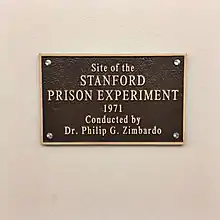 Site of the
STANFORD
PRISON EXPERIMENT
1971
Conducted by
Dr. Philip G. Zimbardo